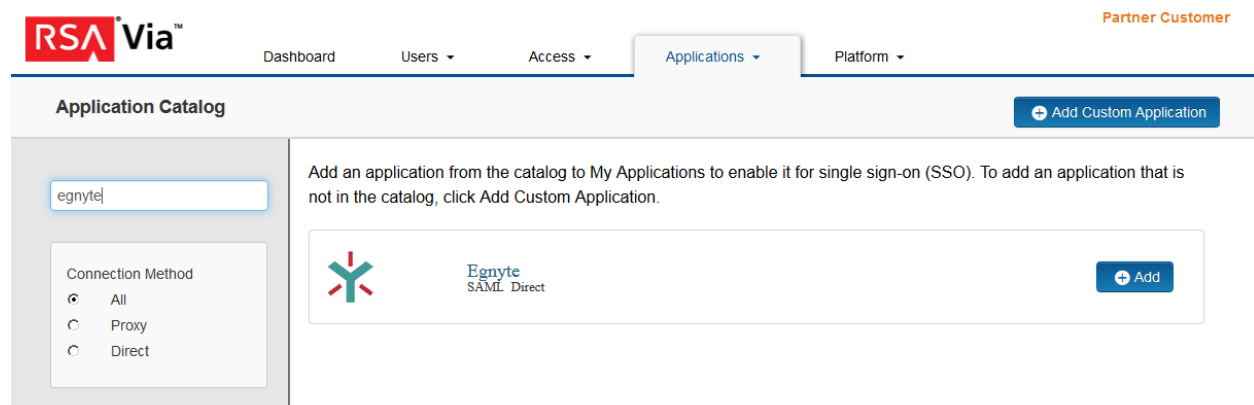 Partner Customer
RSA Via™
Dashboard Users Access Applications Platform
Application Catalog
Add Custom Application
egnyte
Add an application from the catalog to My Applications to enable it for single sign-on (SSO). To add an application that is
not in the catalog, click Add Custom Application.
Connection Method
All
Proxy
Direct
Egnyte
SAML Direct
Add